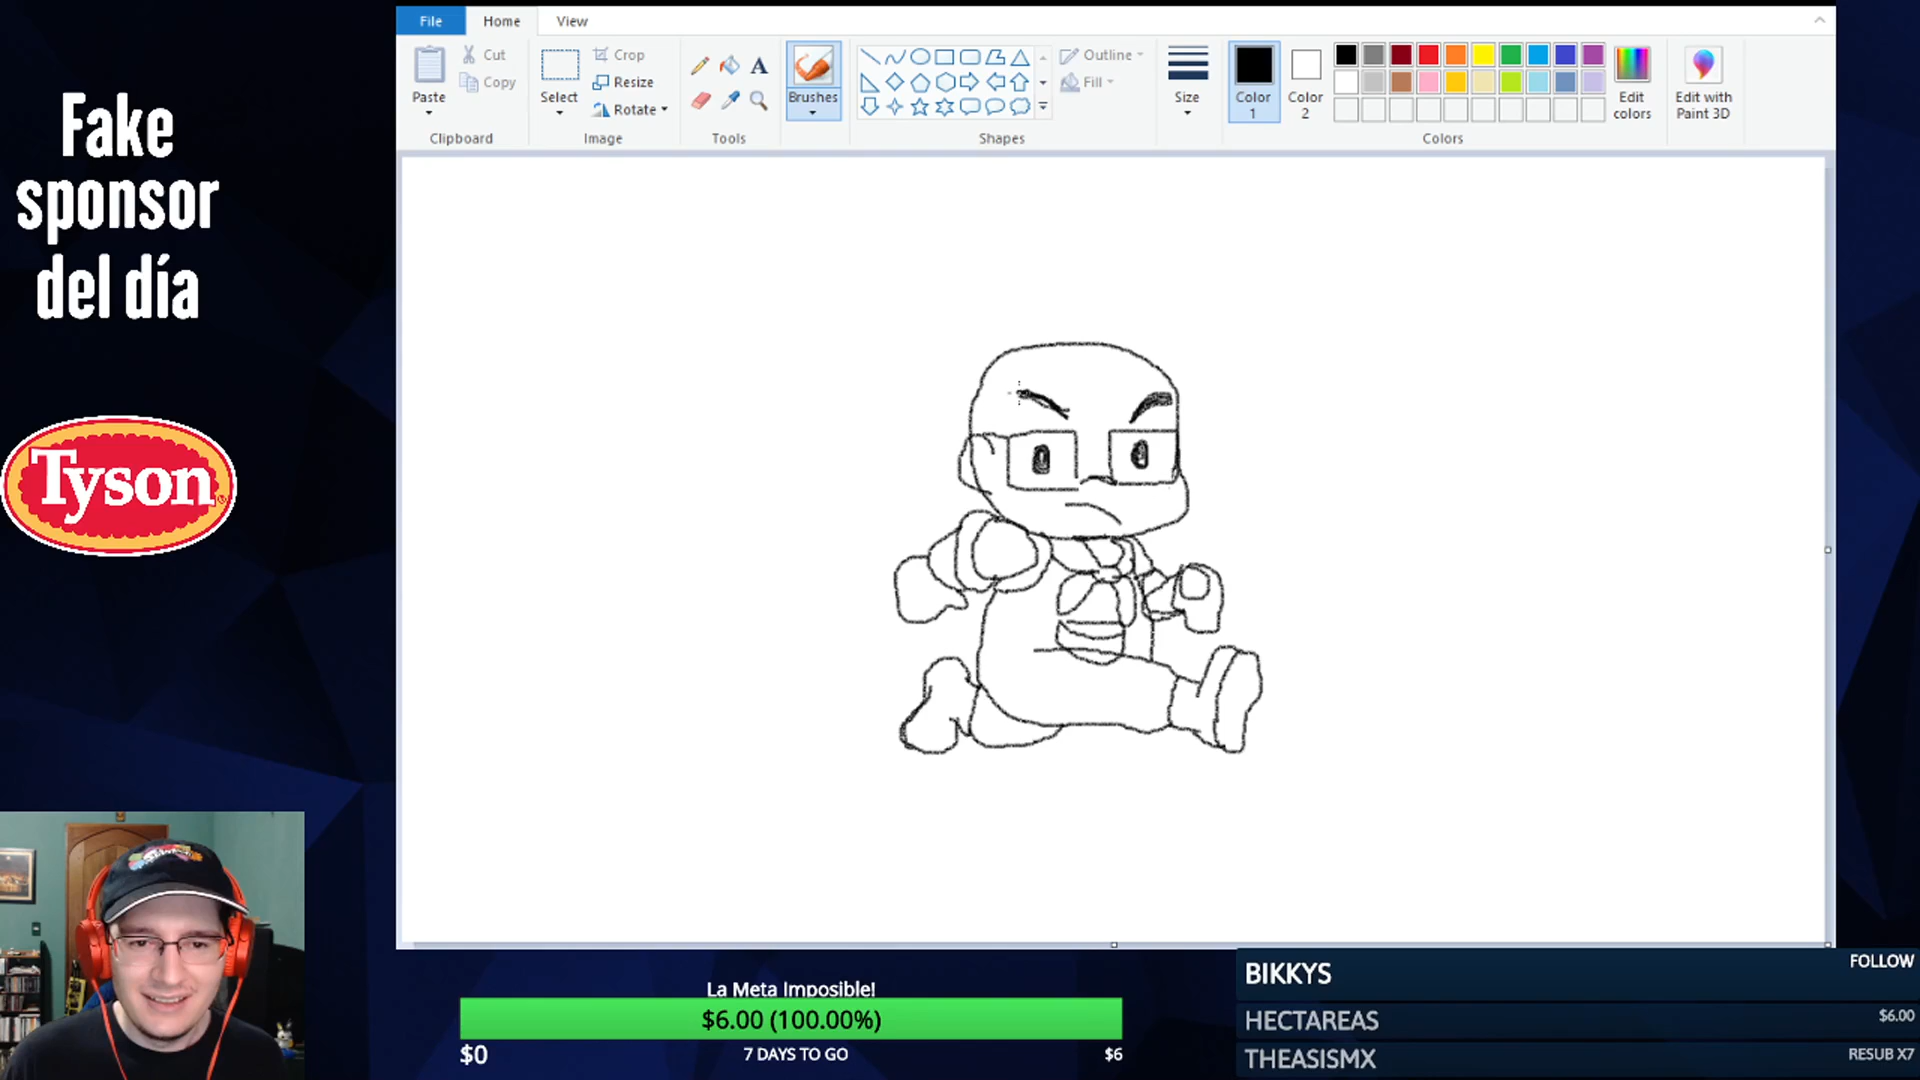 File Home View
Paste
Cut
Copy
Clipboard
Select
Crop
Resize
Rotate
Image
Tools
Brushes
Shapes
Outline
Fill
Size
Color
1
Color
2
Colors
Edit
colors
Edit with
Paint 3D
Fake
sponsor
del día
Tyson
La Meta Imposible!
$6.00 (100.00%)
$0 7 DAYS TO GO $6
BIKKYS FOLLOW
HECTAREAS $6.00
THEASISMX RESUB X7